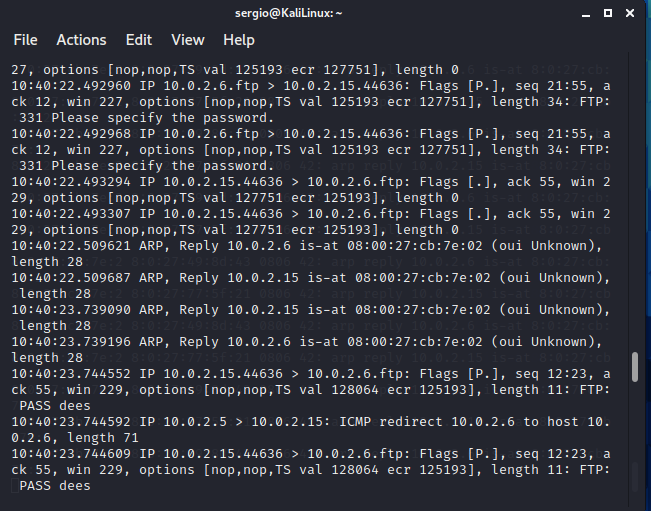 sergio@KaliLinux: ~
File Actions Edit View Help
27, options [nop,nop,TS val 125193 ecr 127751], length 0
10:40:22.492960 IP 10.0.2.6.ftp > 10.0.2.15.44636: Flags [P.], seq 21:55, a
ck 12, win 227, options [nop,nop,TS val 125193 ecr 127751], length 34: FTP:
 331 Please specify the password.
10:40:22.492968 IP 10.0.2.6.ftp > 10.0.2.15.44636: Flags [P.], seq 21:55, a
ck 12, win 227, options [nop,nop,TS val 125193 ecr 127751], length 34: FTP:
 331 Please specify the password.
10:40:22.493294 IP 10.0.2.15.44636 > 10.0.2.6.ftp: Flags [.], ack 55, win 2
29, options [nop,nop,TS val 127751 ecr 125193], length 0
10:40:22.493307 IP 10.0.2.15.44636 > 10.0.2.6.ftp: Flags [.], ack 55, win 2
29, options [nop,nop,TS val 127751 ecr 125193], length 0
10:40:22.509621 ARP, Reply 10.0.2.6 is-at 08:00:27:cb:7e:02 (oui Unknown),
length 28
10:40:22.509687 ARP, Reply 10.0.2.15 is-at 08:00:27:cb:7e:02 (oui Unknown),
 length 28
10:40:23.739090 ARP, Reply 10.0.2.15 is-at 08:00:27:cb:7e:02 (oui Unknown),
 length 28
10:40:23.739196 ARP, Reply 10.0.2.6 is-at 08:00:27:cb:7e:02 (oui Unknown),
length 28
10:40:23.744552 IP 10.0.2.15.44636 > 10.0.2.6.ftp: Flags [P.], seq 12:23, a
ck 55, win 229, options [nop,nop,TS val 128064 ecr 125193], length 11: FTP:
 PASS dees
10:40:23.744592 IP 10.0.2.5 > 10.0.2.15: ICMP redirect 10.0.2.6 to host 10.
0.2.6, length 71
10:40:23.744609 IP 10.0.2.15.44636 > 10.0.2.6.ftp: Flags [P.], seq 12:23, a
ck 55, win 229, options [nop,nop,TS val 128064 ecr 125193], length 11: FTP:
 PASS dees